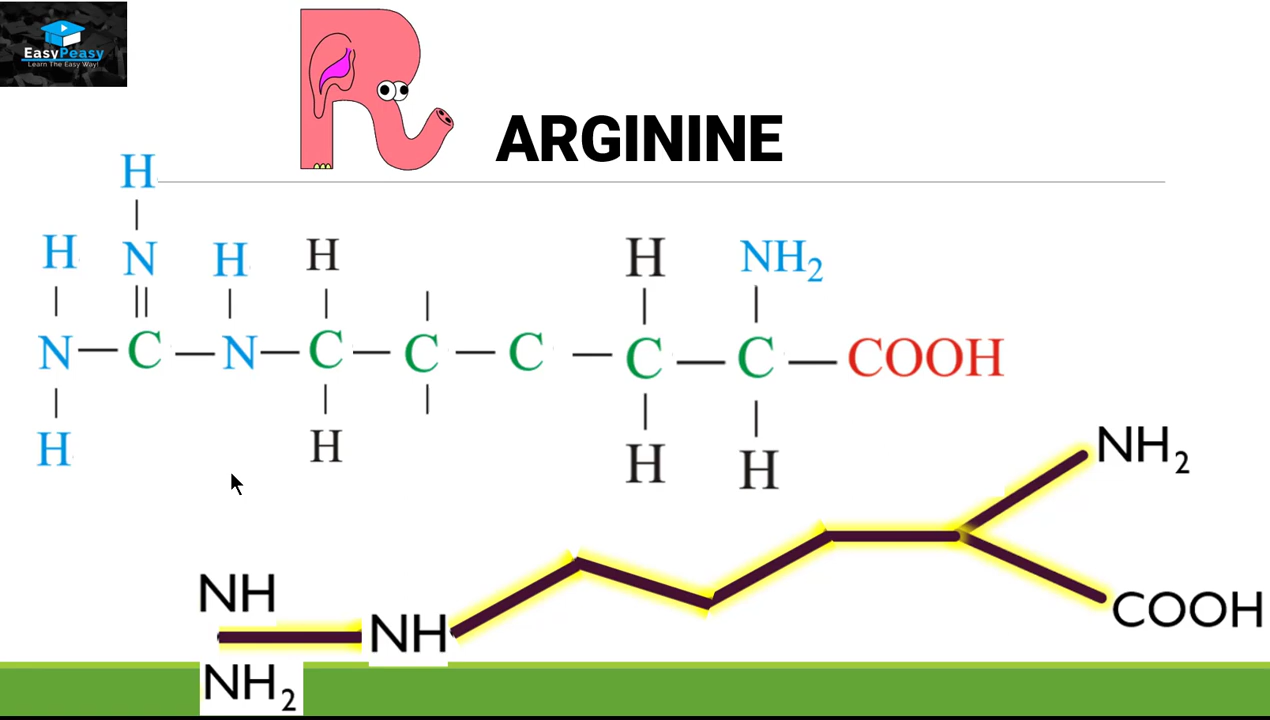 EasyPeasy
Learn The Easy Way!
ARGININE
H
H N H H H NH₂
N C N C C C C C COOH
H H H H
NH₂
NH
NH COOH
NH₂